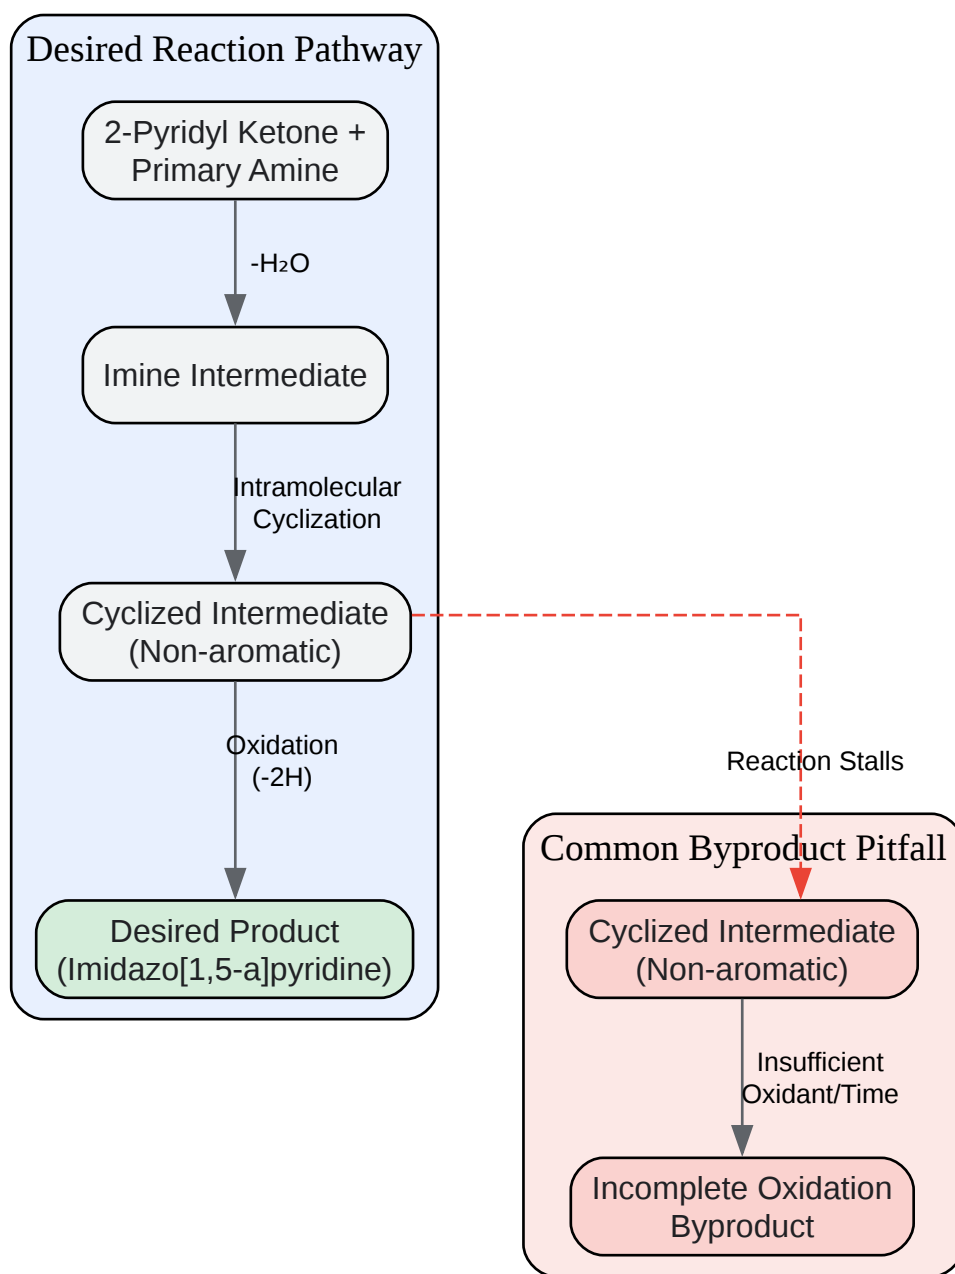 Desired Reaction Pathway
2-Pyridyl Ketone +
Primary Amine
-H₂O
Imine Intermediate
Intramolecular
Cyclization
Cyclized Intermediate
(Non-aromatic)
Oxidation
(-2H)
Desired Product
(Imidazo[1,5-a]pyridine)
Reaction Stalls
Common Byproduct Pitfall
Cyclized Intermediate
(Non-aromatic)
Insufficient
Oxidant/Time
Incomplete Oxidation
Byproduct